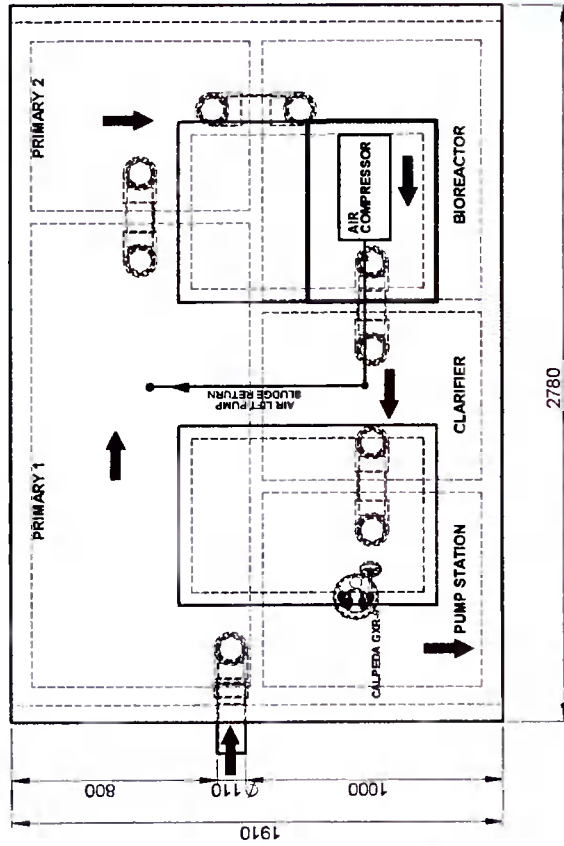 PRIMARY 1
PRIMARY 2
AIR LIFT PUMP
SLUDGE RETURN
AIR
COMPRESSOR
BIOREACTOR
CLARIFIER
PUMP STATION
CALPEDA GXR
800
Ø 110
1000
1910
2780